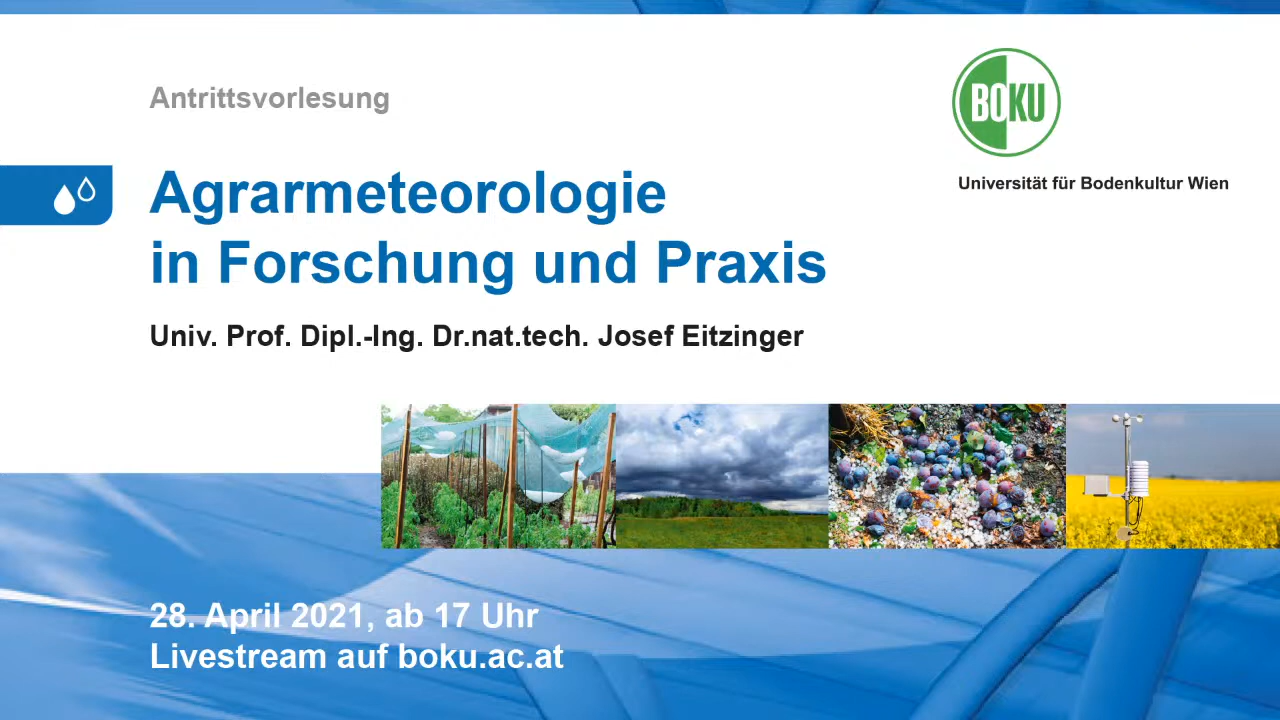 Antrittsvorlesung
BOKU
Agrarmeteorologie
in Forschung und Praxis
Universität für Bodenkultur Wien
Univ. Prof. Dipl.-Ing. Dr.nat.tech. Josef Eitzinger
28. April 2021, ab 17 Uhr
Livestream auf boku.ac.at